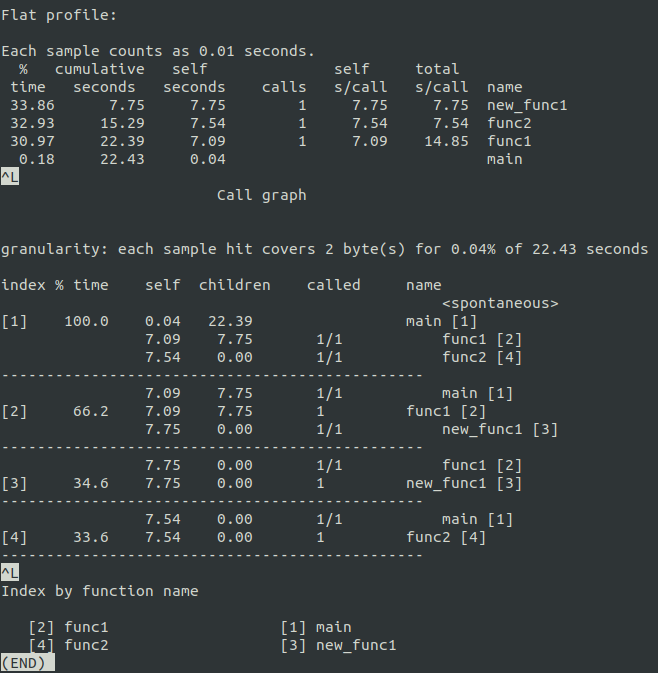 Flat profile:

Each sample counts as 0.01 seconds.
  %   cumulative   self              self     total
 time   seconds   seconds    calls   s/call   s/call  name
 33.86      7.75     7.75        1     7.75     7.75  new_func1
 32.93     15.29     7.54        1     7.54     7.54  func2
 30.97     22.39     7.09        1     7.09    14.85  func1
  0.18     22.43     0.04                             main
^L
                        Call graph


granularity: each sample hit covers 2 byte(s) for 0.04% of 22.43 seconds

index % time    self  children    called     name
                                                 <spontaneous>
[1]    100.0    0.04   22.39                 main [1]
                7.09    7.75       1/1           func1 [2]
                7.54    0.00       1/1           func2 [4]
-----------------------------------------------
                7.09    7.75       1/1           main [1]
[2]     66.2    7.09    7.75       1         func1 [2]
                7.75    0.00       1/1           new_func1 [3]
-----------------------------------------------
                7.75    0.00       1/1           func1 [2]
[3]     34.6    7.75    0.00       1         new_func1 [3]
-----------------------------------------------
                7.54    0.00       1/1           main [1]
[4]     33.6    7.54    0.00       1         func2 [4]
-----------------------------------------------
^L
Index by function name

   [2] func1                   [1] main
   [4] func2                   [3] new_func1
(END)